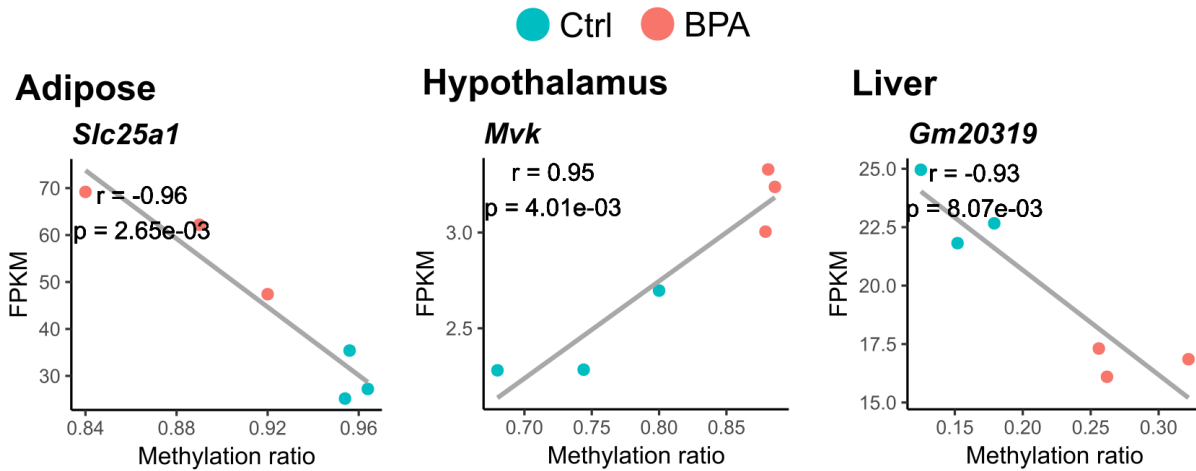 Ctrl BPA
Adipose
Slc25a1
r = -0.96
p = 2.65e-03
70
60
50
40
30
FPKM
0.84 0.88 0.92 0.96
Methylation ratio
Hypothalamus
Mvk
r = 0.95
p = 4.01e-03
3.0
2.5
FPKM
0.70 0.75 0.80 0.85
Methylation ratio
Liver
Gm20319
r = -0.93
p = 8.07e-03
25.0
22.5
20.0
17.5
15.0
FPKM
0.15 0.20 0.25 0.30
Methylation ratio